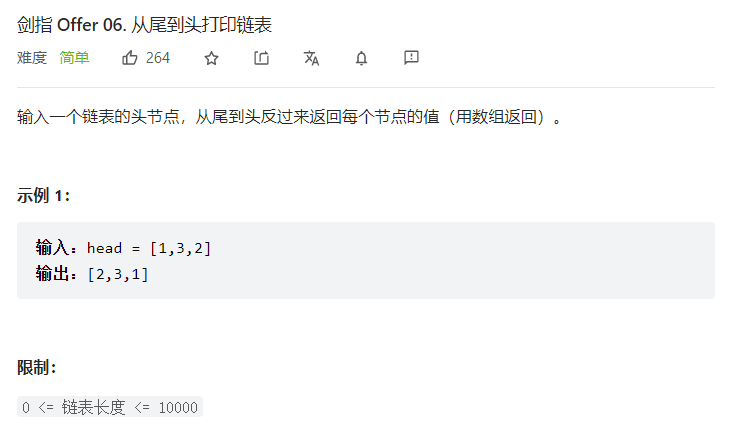 剑指 Offer 06. 从尾到头打印链表
难度 简单 264
输入一个链表的头节点，从尾到头反过来返回每个节点的值（用数组返回）。
示例 1：
输入：head = [1,3,2]
输出：[2,3,1]
限制：
0 <= 链表长度 <= 10000